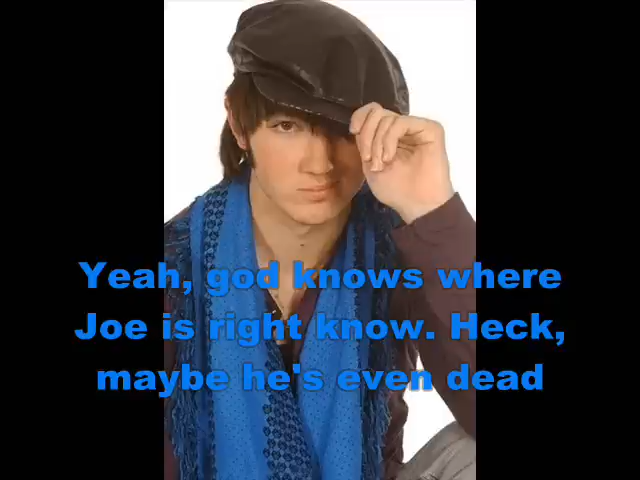 Yeah, god knows where
Joe is right know. Heck,
maybe he's even dead